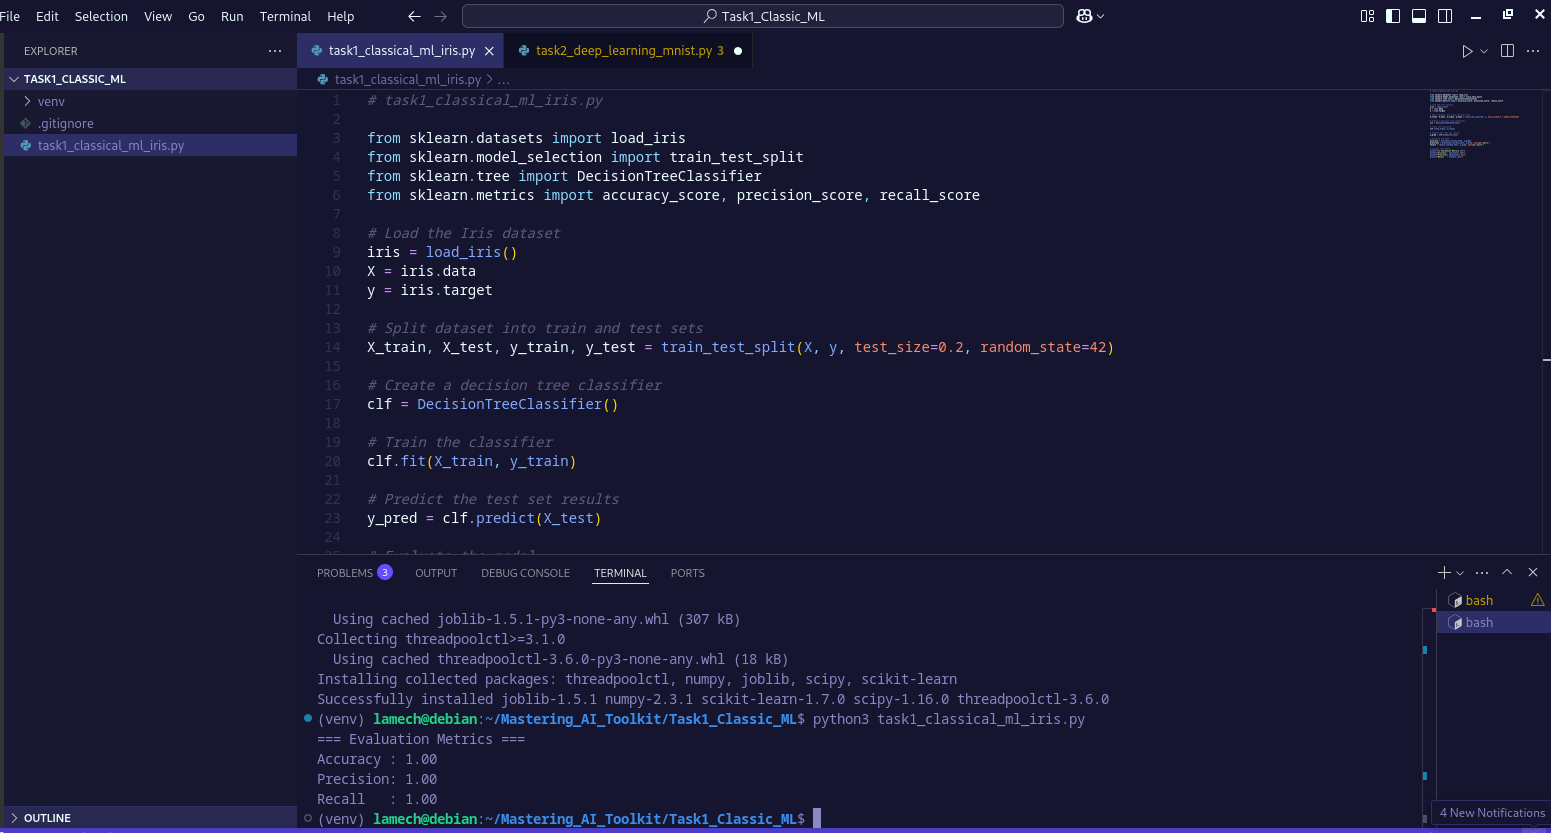 File Edit Selection View Go Run Terminal Help
Task1_Classic_ML
EXPLORER
TASK1_CLASSIC_ML
venv
.gitignore
task1_classical_ml_iris.py
OUTLINE
task1_classical_ml_iris.py
task2_deep_learning_mnist.py 3
task1_classical_ml_iris.py > ...
1 # task1_classical_ml_iris.py
2
3 from sklearn.datasets import load_iris
4 from sklearn.model_selection import train_test_split
5 from sklearn.tree import DecisionTreeClassifier
6 from sklearn.metrics import accuracy_score, precision_score, recall_score
7
8 # Load the Iris dataset
9 iris = load_iris()
10 X = iris.data
11 y = iris.target
12
13 # Split dataset into train and test sets
14 X_train, X_test, y_train, y_test = train_test_split(X, y, test_size=0.2, random_state=42)
15
16 # Create a decision tree classifier
17 clf = DecisionTreeClassifier()
18
19 # Train the classifier
20 clf.fit(X_train, y_train)
21
22 # Predict the test set results
23 y_pred = clf.predict(X_test)
24
25 # Evaluate the model
PROBLEMS 3 OUTPUT DEBUG CONSOLE TERMINAL PORTS
Using cached joblib-1.5.1-py3-none-any.whl (307 kB)
Collecting threadpoolctl>=3.1.0
Using cached threadpoolctl-3.6.0-py3-none-any.whl (18 kB)
Installing collected packages: threadpoolctl, numpy, joblib, scipy, scikit-learn
Successfully installed joblib-1.5.1 numpy-2.3.1 scikit-learn-1.7.0 scipy-1.16.0 threadpoolctl-3.6.0
(venv) lamech@debian:~/Mastering_AI_Toolkit/Task1_Classic_ML$ python3 task1_classical_ml_iris.py
=== Evaluation Metrics ===
Accuracy : 1.00
Precision: 1.00
Recall   : 1.00
(venv) lamech@debian:~/Mastering_AI_Toolkit/Task1_Classic_ML$
bash
bash
4 New Notifications